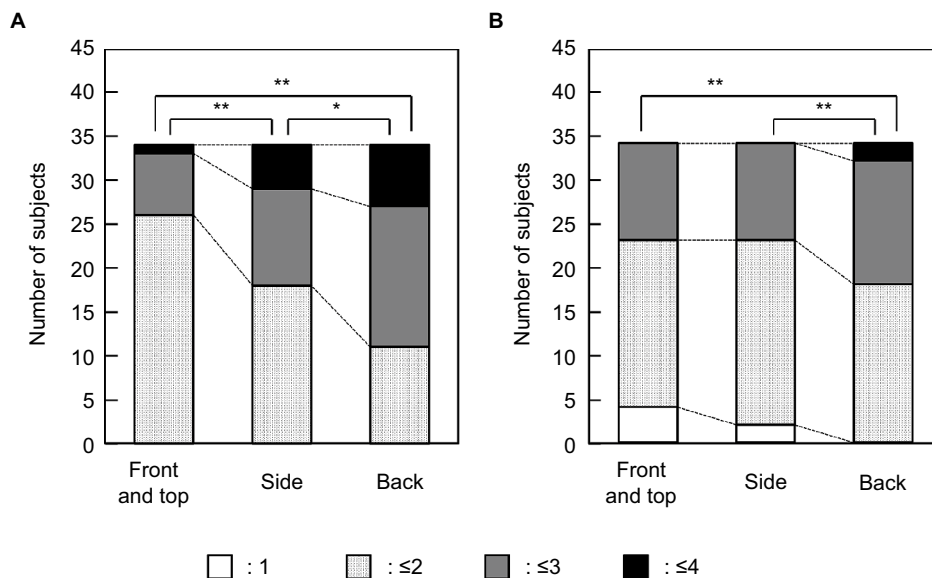 A
45
40
35
30
25
20
15
10
5
0
Number of subjects
**
**
*
Front
and top
Side
Back
B
45
40
35
30
25
20
15
10
5
0
Number of subjects
**
**
Front
and top
Side
Back
: 1
: ≤2
: ≤3
: ≤4